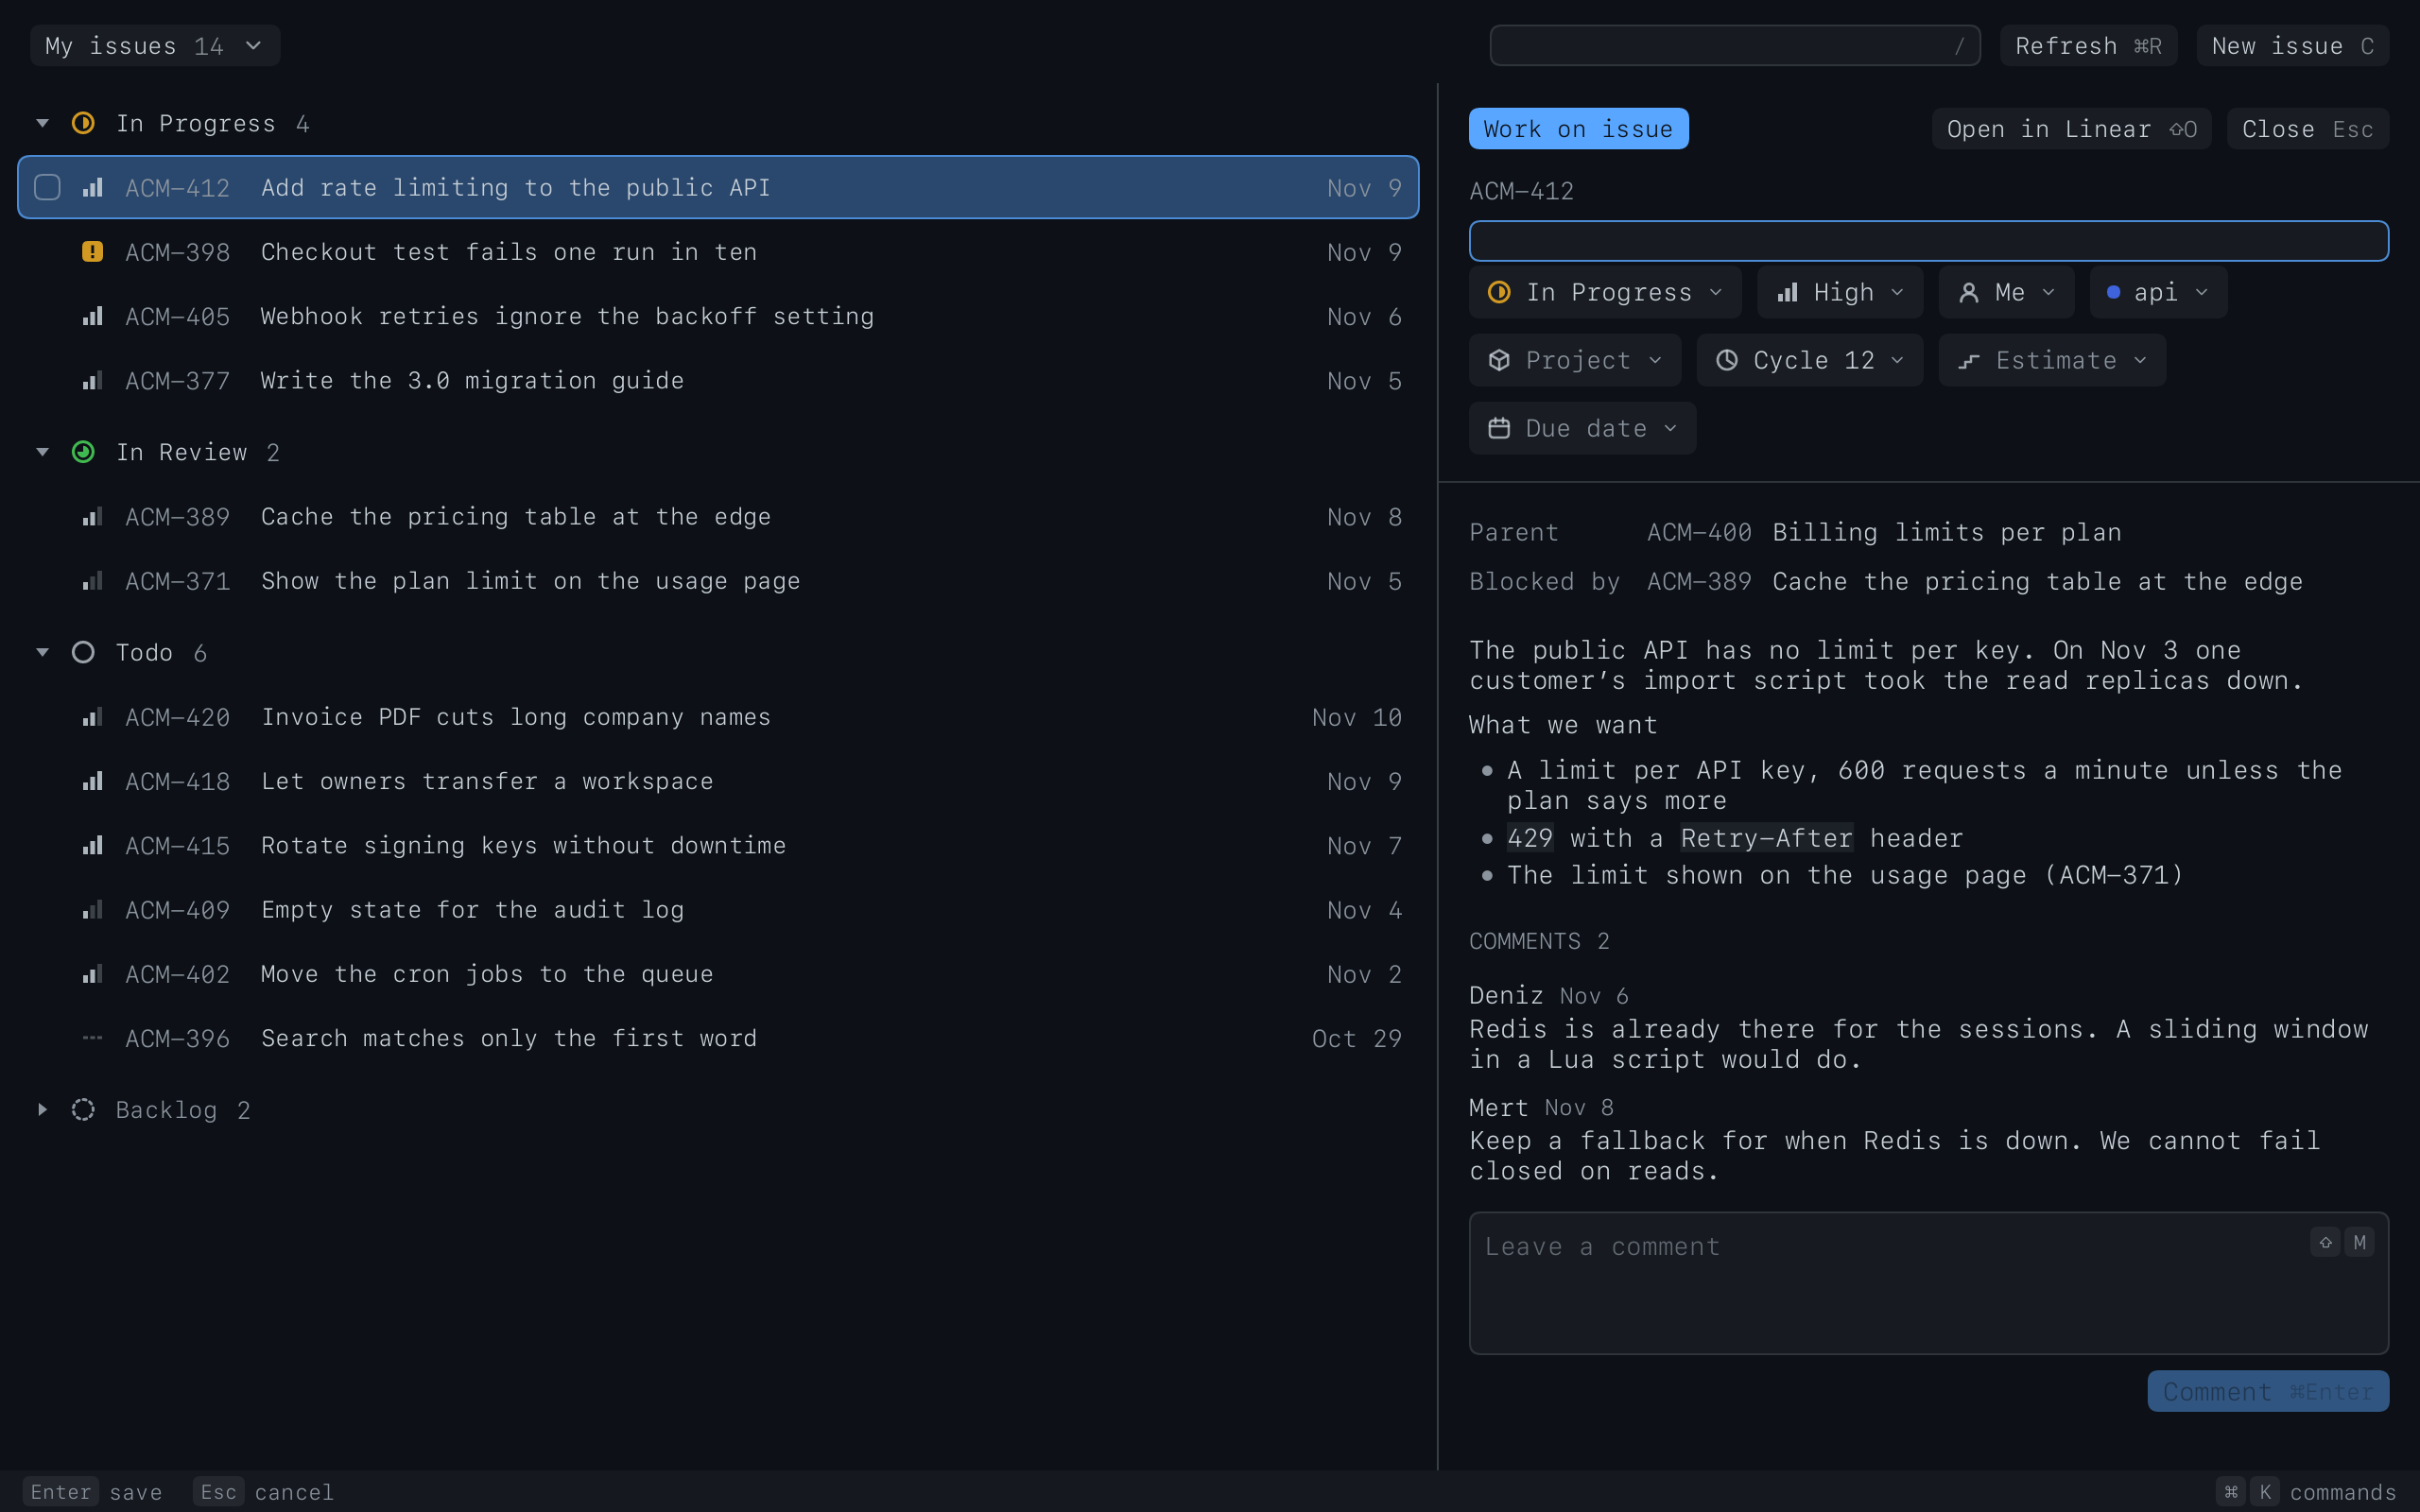 My issues 14
/
Refresh ⌘R
New issue C
In Progress 4
ACM-412 Add rate limiting to the public API Nov 9
ACM-398 Checkout test fails one run in ten Nov 9
ACM-405 Webhook retries ignore the backoff setting Nov 6
ACM-377 Write the 3.0 migration guide Nov 5
In Review 2
ACM-389 Cache the pricing table at the edge Nov 8
ACM-371 Show the plan limit on the usage page Nov 5
Todo 6
ACM-420 Invoice PDF cuts long company names Nov 10
ACM-418 Let owners transfer a workspace Nov 9
ACM-415 Rotate signing keys without downtime Nov 7
ACM-409 Empty state for the audit log Nov 4
ACM-402 Move the cron jobs to the queue Nov 2
ACM-396 Search matches only the first word Oct 29
Backlog 2
Work on issue
Open in Linear ⇧O
Close Esc
ACM-412
In Progress High Me api
Project Cycle 12 Estimate
Due date
Parent ACM-400 Billing limits per plan
Blocked by ACM-389 Cache the pricing table at the edge
The public API has no limit per key. On Nov 3 one
customer’s import script took the read replicas down.
What we want
• A limit per API key, 600 requests a minute unless the
plan says more
• 429 with a Retry-After header
• The limit shown on the usage page (ACM-371)
COMMENTS 2
Deniz Nov 6
Redis is already there for the sessions. A sliding window
in a Lua script would do.
Mert Nov 8
Keep a fallback for when Redis is down. We cannot fail
closed on reads.
Leave a comment ⇧ M
Comment ⌘Enter
Enter save Esc cancel
⌘ K commands